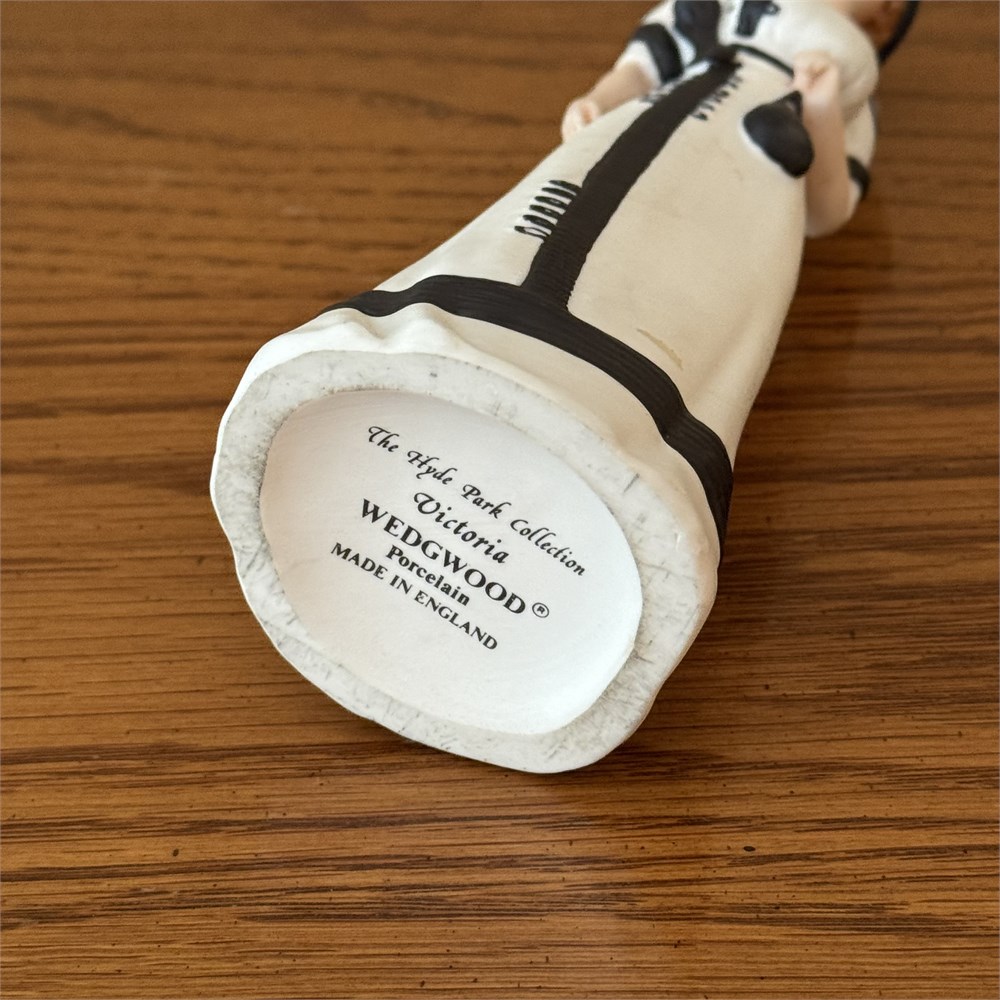 The Hyde Park Collection
Victoria
WEDGWOOD®
Porcelain
MADE IN ENGLAND